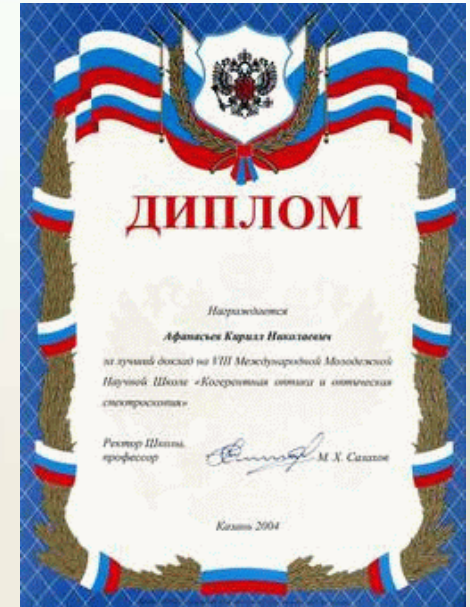 ДИПЛОМ
Награждается
Афанасьев Кирилл Николаевич
за лучший доклад на VIII Международной Молодежной
Научной Школе «Когерентная оптика и оптическая
спектроскопия»
Ректор Школы,
профессор
М. Х. Салахов
Казань 2004